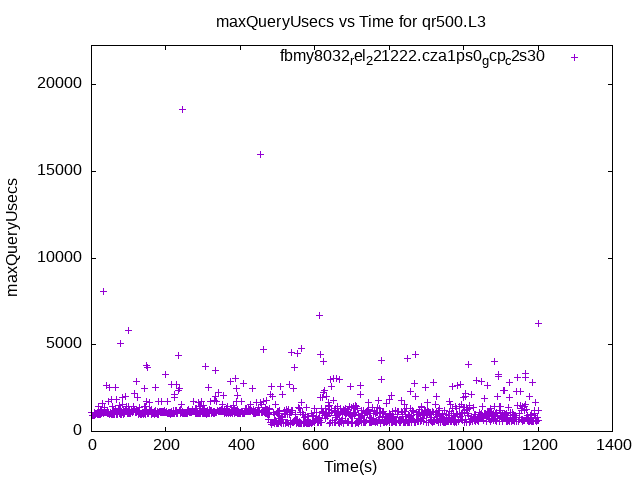 maxQueryUsecs vs Time for qr500.L3
fbmy8032rel221222.cza1ps0gcpc2s30
20000
15000
10000
5000
0
maxQueryUsecs
0 200 400 600 800 1000 1200 1400
Time(s)